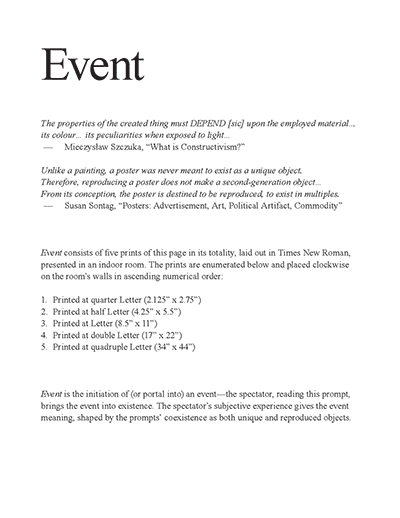 Event
The properties of the created thing must DEPEND [sic] upon the employed material...,
its colour... its peculiarities when exposed to light...
— Mieczysław Szczuka, “What is Constructivism?”
Unlike a painting, a poster was never meant to exist as a unique object.
Therefore, reproducing a poster does not make a second-generation object...
From its conception, the poster is destined to be reproduced, to exist in multiples.
— Susan Sontag, “Posters: Advertisement, Art, Political Artifact, Commodity”
Event consists of five prints of this page in its totality, laid out in Times New Roman,
presented in an indoor room. The prints are enumerated below and placed clockwise
on the room’s walls in ascending numerical order:
1. Printed at quarter Letter (2.125” x 2.75”)
2. Printed at half Letter (4.25” x 5.5”)
3. Printed at Letter (8.5” x 11”)
4. Printed at double Letter (17” x 22”)
5. Printed at quadruple Letter (34” x 44”)
Event is the initiation of (or portal into) an event—the spectator, reading this prompt,
brings the event into existence. The spectator’s subjective experience gives the event
meaning, shaped by the prompts’ coexistence as both unique and reproduced objects.